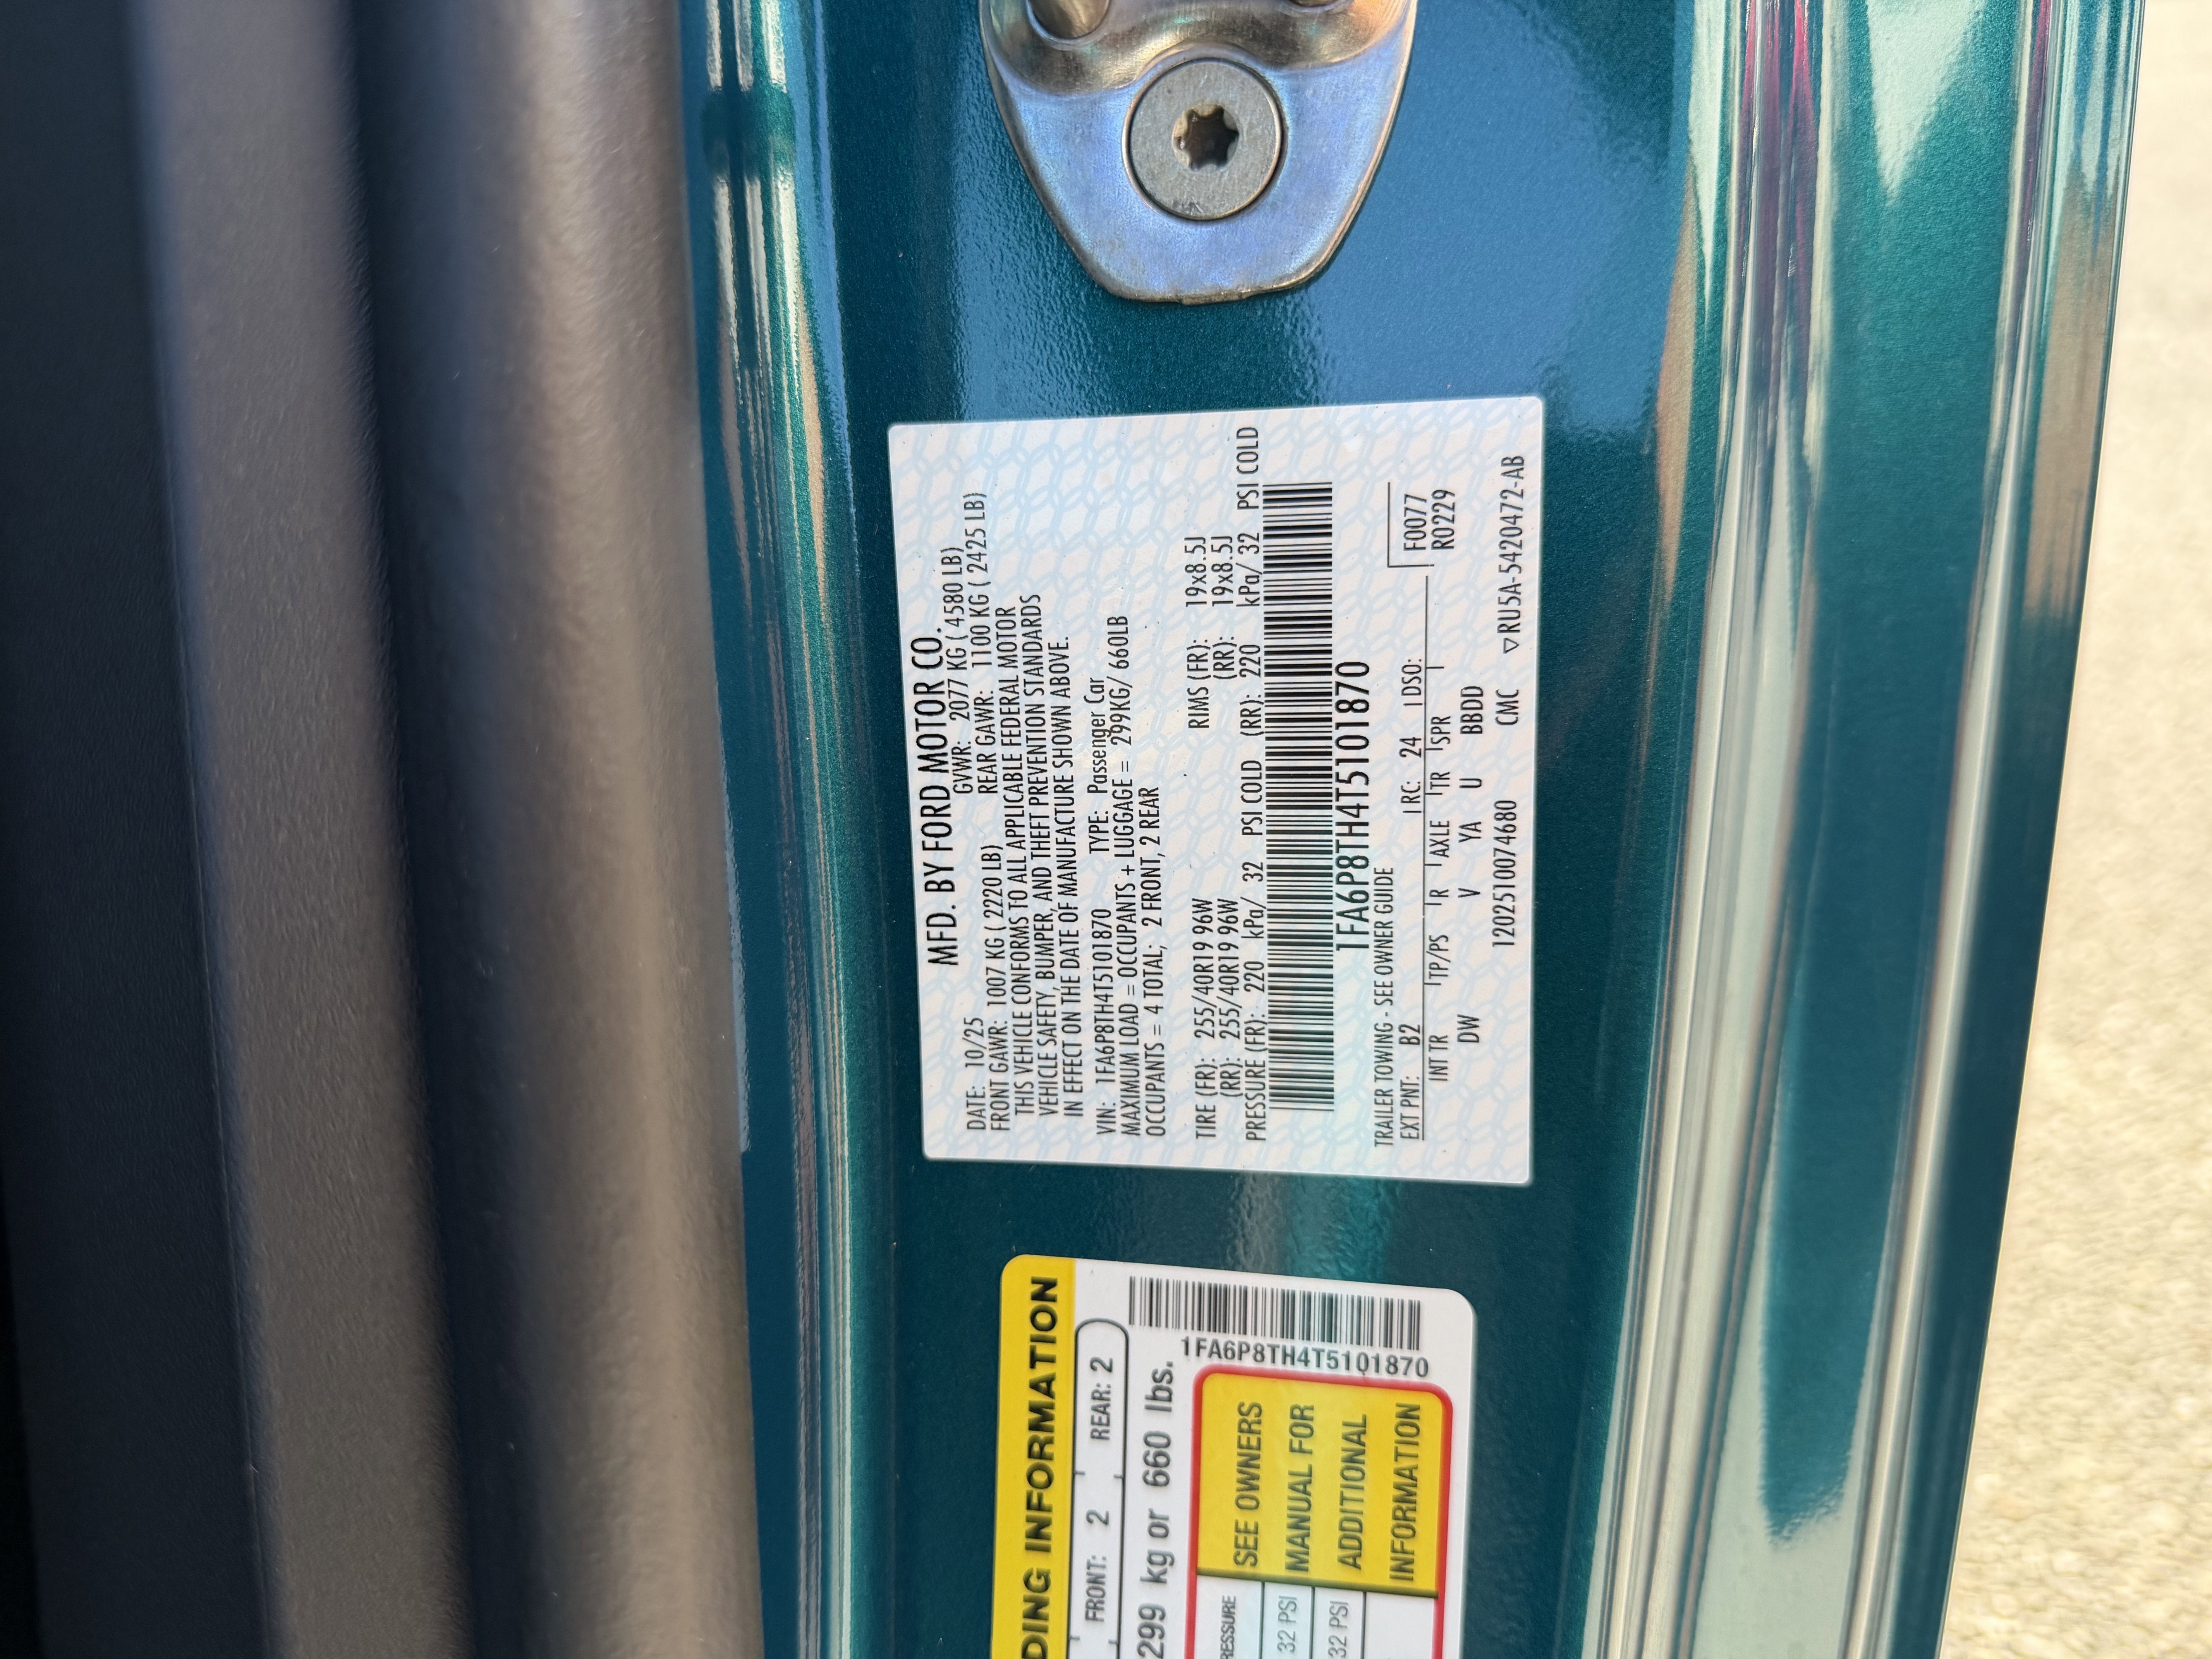 MFD. BY FORD MOTOR CO.
DATE: 10/25 GVWR: 2077 KG ( 4580 LB)
FRONT GAWR: 1007 KG ( 2220 LB) REAR GAWR: 1100 KG ( 2425 LB)
THIS VEHICLE CONFORMS TO ALL APPLICABLE FEDERAL MOTOR
VEHICLE SAFETY, BUMPER, AND THEFT PREVENTION STANDARDS
IN EFFECT ON THE DATE OF MANUFACTURE SHOWN ABOVE.
VIN: 1FA6P8TH4T5101870 TYPE: Passenger Car
MAXIMUM LOAD = OCCUPANTS + LUGGAGE = 299KG/ 660LB
OCCUPANTS = 4 TOTAL; 2 FRONT, 2 REAR
TIRE (FR): 255/40R19 96W RIMS (FR): 19x8.5J
(RR): 255/40R19 96W (RR): 19x8.5J
PRESSURE (FR): 220 kPa/ 32 PSI COLD (RR): 220 kPa/ 32 PSI COLD
1FA6P8TH4T5101870
TRAILER TOWING - SEE OWNER GUIDE
EXT PNT: B2 RC: 24 DSO: F0077
INT TR TP/PS R AXLE TR SPR R0229
DW V YA U BBDD
120251007468​0 CMC ▽RU5A-5420472-AB
DING INFORMATION
FRONT: 2 REAR: 2
299 kg or 660 lbs.
1FA6P8TH4T5101870
RESSURE
32 PSI
32 PSI
SEE OWNERS
MANUAL FOR
ADDITIONAL
INFORMATION